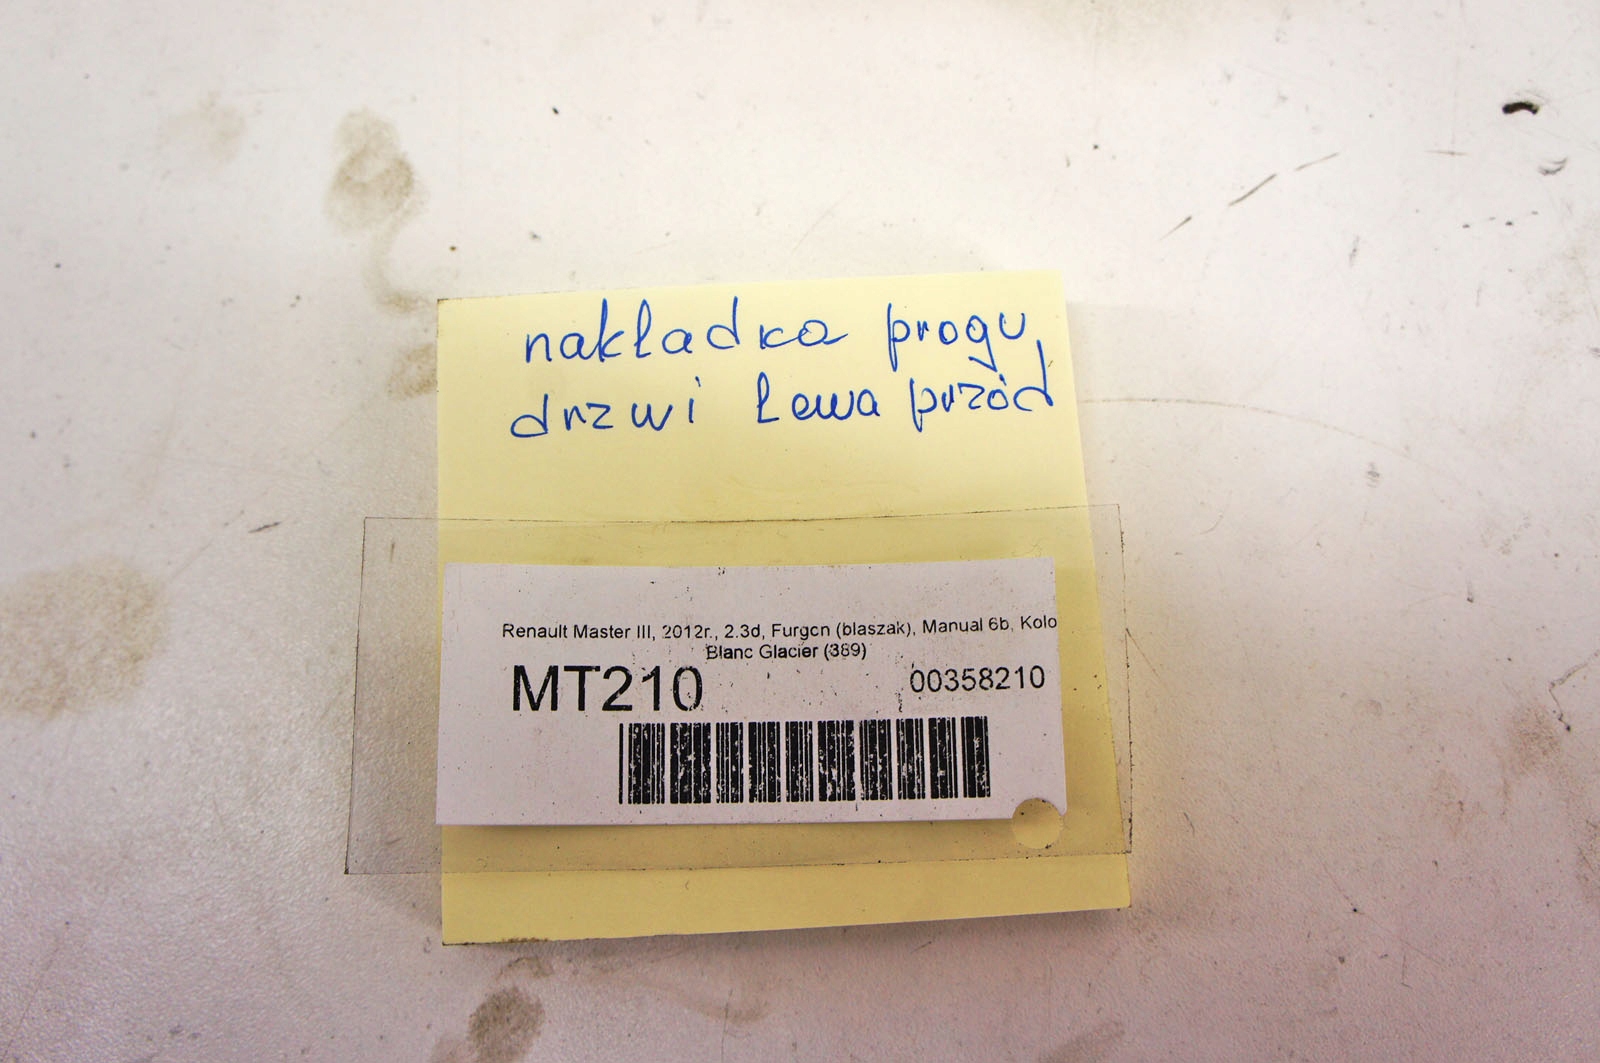 nakładka progu
drzwi Lewa przód
Renault Master III, 2012r., 2.3d, Furgon (blaszak), Manual 6b, Kolo
Blanc Glacier (389)
MT210
00358210